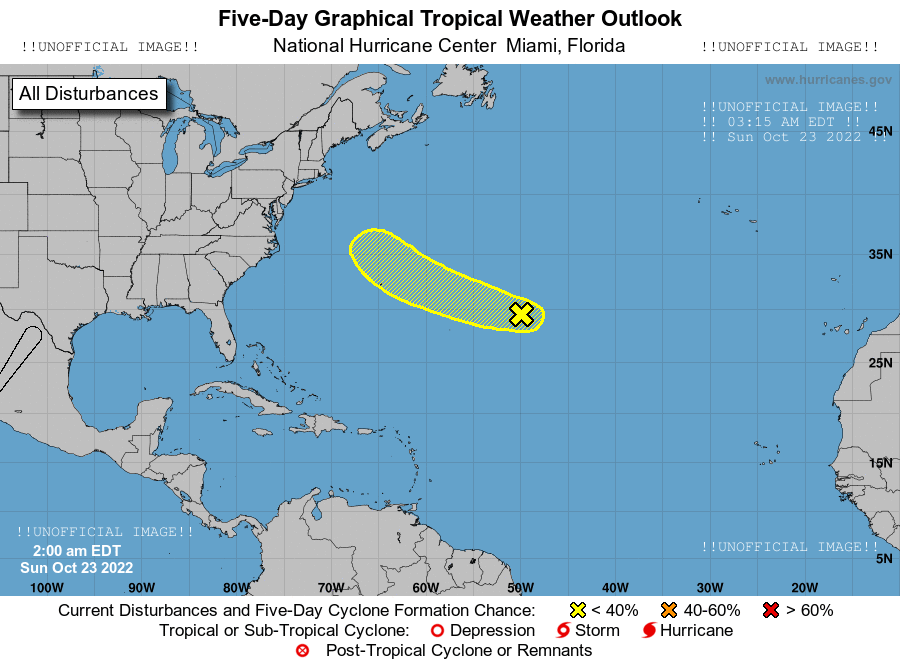 Five-Day Graphical Tropical Weather Outlook
!!UNOFFICIAL IMAGE!!
National Hurricane Center  Miami, Florida
!!UNOFFICIAL IMAGE!!
www.hurricanes.gov
All Disturbances
!!UNOFFICIAL IMAGE!!
!! 03:15 AM EDT !!
!! Sun Oct 23 2022 !!
45N
35N
25N
15N
!!UNOFFICIAL IMAGE!!
2:00 am EDT
Sun Oct 23 2022
!!UNOFFICIAL IMAGE!!
5N
100W 90W 80W 70W 60W 50W 40W 30W 20W
Current Disturbances and Five-Day Cyclone Formation Chance: < 40% 40-60% > 60%
Tropical or Sub-Tropical Cyclone: Depression Storm Hurricane
Post-Tropical Cyclone or Remnants